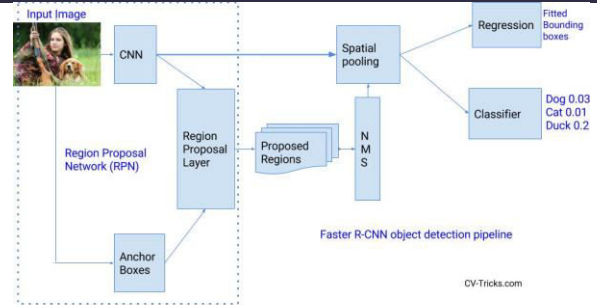 Input Image
CNN
Region Proposal
Network (RPN)
Anchor
Boxes
Region
Proposal
Layer
Proposed
Regions
N
M
S
Spatial
pooling
Regression
Fitted
Bounding
boxes
Classifier
Dog 0.03
Cat 0.01
Duck 0.2
Faster R-CNN object detection pipeline
CV-Tricks.com